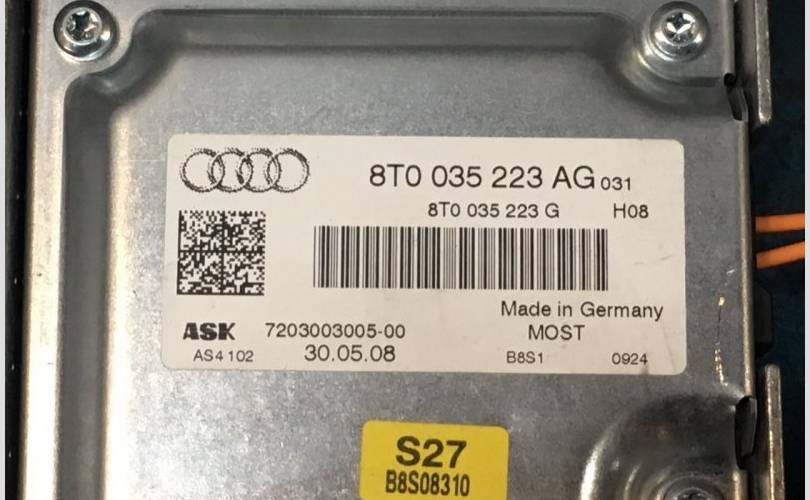 8T0 035 223 AG 031
8T0 035 223 G H08
Made in Germany
ASK 7203003005-00 MOST
AS4 102 30.05.08 B8S1 0924
S27
B8S08310